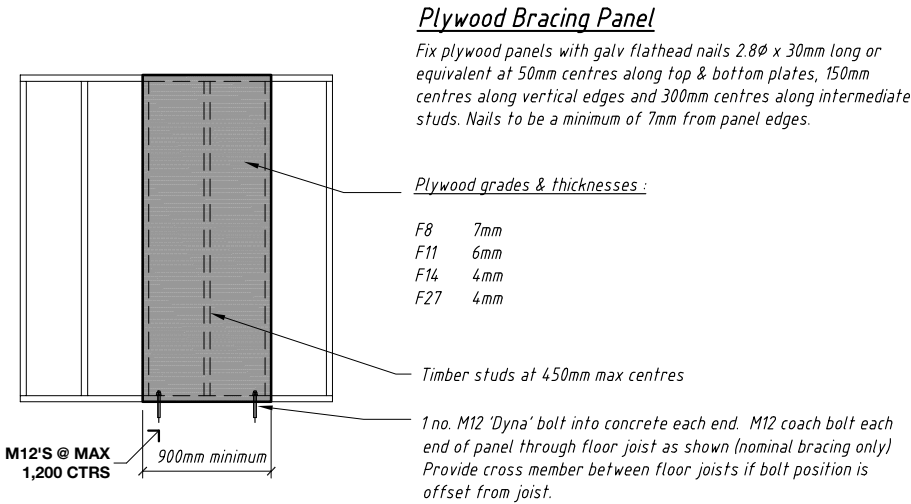 Plywood Bracing Panel
Fix plywood panels with galv flathead nails 2.8Ø x 30mm long or
equivalent at 50mm centres along top & bottom plates, 150mm
centres along vertical edges and 300mm centres along intermediate
studs. Nails to be a minimum of 7mm from panel edges.
Plywood grades & thicknesses :
F8 7mm
F11 6mm
F14 4mm
F27 4mm
Timber studs at 450mm max centres
1 no. M12 'Dyna' bolt into concrete each end. M12 coach bolt each
end of panel through floor joist as shown (nominal bracing only)
Provide cross member between floor joists if bolt position is
offset from joist.
M12'S @ MAX
1,200 CTRS
900mm minimum